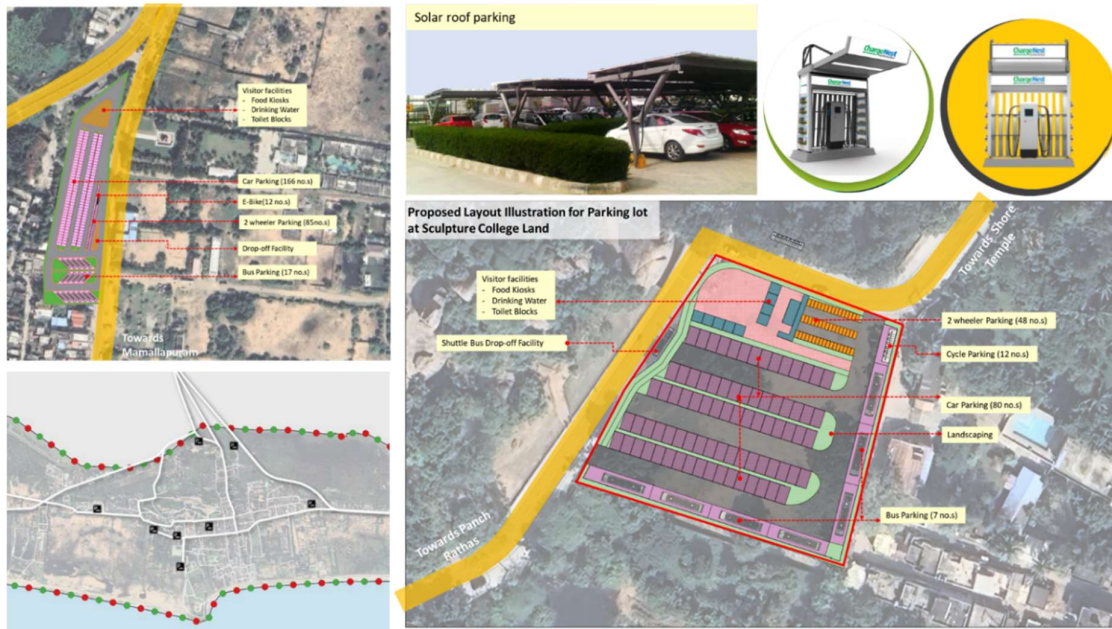 Visitor facilities
- Food Kiosks
- Drinking Water
- Toilet Blocks
Car Parking (166 no.s)
E-Bike(12 no.s)
2 wheeler Parking (85no.s)
Drop-off Facility
Bus Parking (17 no.s)
Towards
Mamallapuram
Solar roof parking
ChargeNest
ChargeNest
ChargeNest
ChargeNest
Proposed Layout Illustration for Parking lot
at Sculpture College Land
Towards Shore
Temple
Visitor facilities
- Food Kiosks
- Drinking Water
- Toilet Blocks
Shuttle Bus Drop-off Facility
2 wheeler Parking (48 no.s)
Cycle Parking (12 no.s)
Car Parking (80 no.s)
Landscaping
Bus Parking (7 no.s)
Towards Panch
Rathas